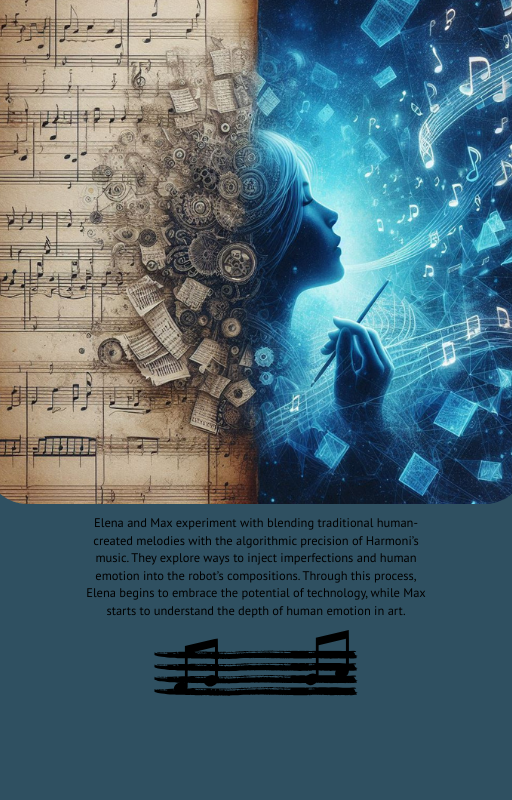 Elena and Max experiment with blending traditional human-
created melodies with the algorithmic precision of Harmoni's
music. They explore ways to inject imperfections and human
emotion into the robot's compositions. Through this process,
Elena begins to embrace the potential of technology, while Max
starts to understand the depth of human emotion in art.